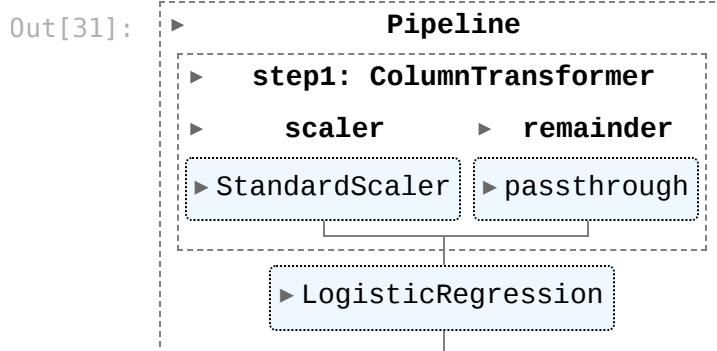 Out[31]:
▶ Pipeline
▶ step1: ColumnTransformer
▶ scaler ▶ remainder
▶ StandardScaler ▶ passthrough
▶ LogisticRegression